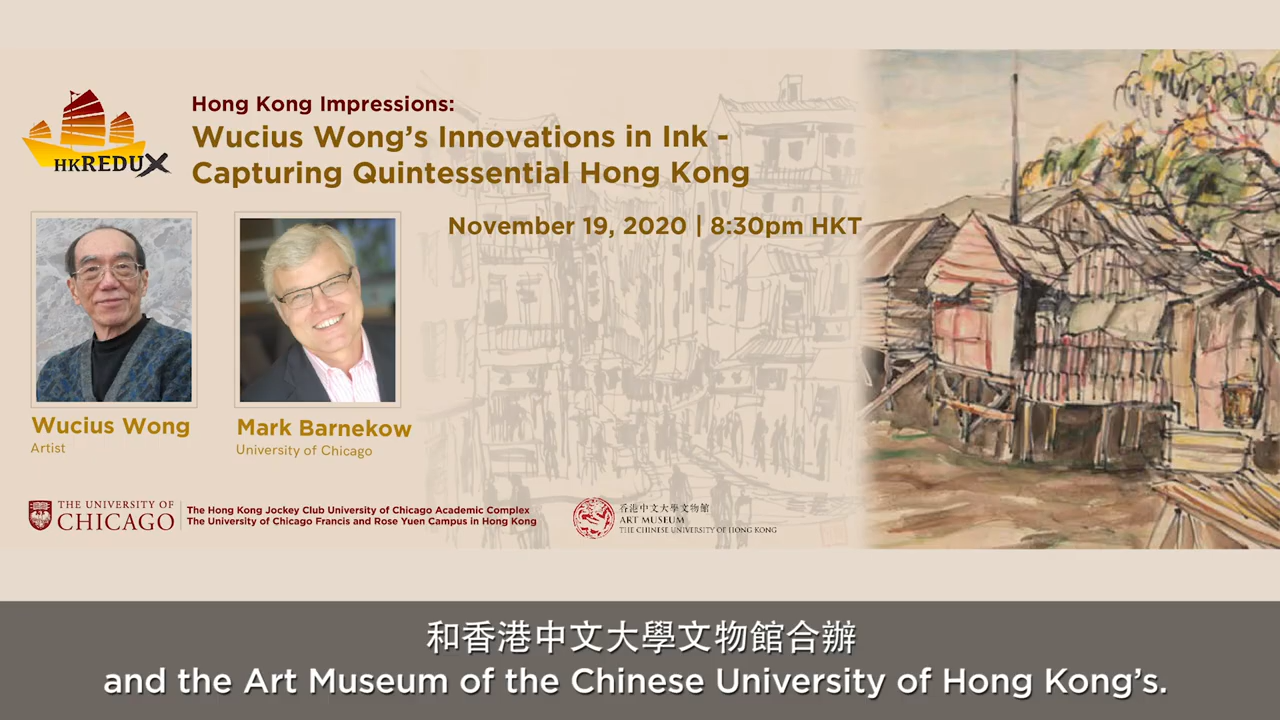 HKREDUX
Hong Kong Impressions:
Wucius Wong's Innovations in Ink -
Capturing Quintessential Hong Kong
November 19, 2020 | 8:30pm HKT
Wucius Wong
Artist
Mark Barnekow
University of Chicago
THE UNIVERSITY OF
CHICAGO
The Hong Kong Jockey Club University of Chicago Academic Complex
The University of Chicago Francis and Rose Yuen Campus in Hong Kong
香港中文大學文物館
ART MUSEUM
THE CHINESE UNIVERSITY OF HONG KONG
和香港中文大學文物館合辦
and the Art Museum of the Chinese University of Hong Kong's.